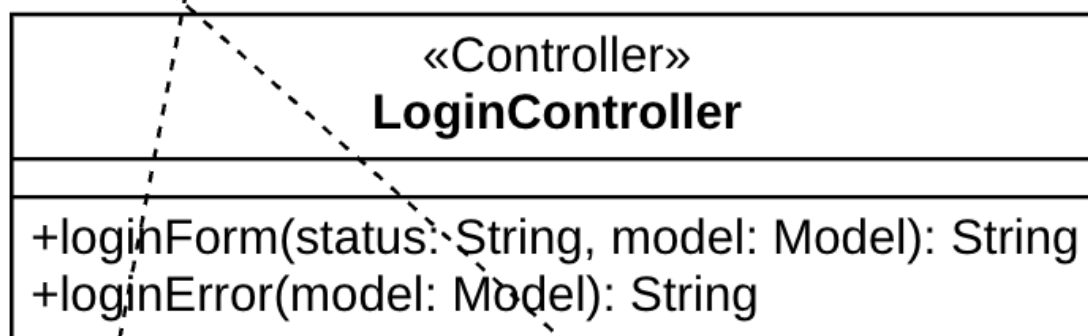 «Controller»
LoginController
+loginForm(status: String, model: Model): String
+loginError(model: Model): String